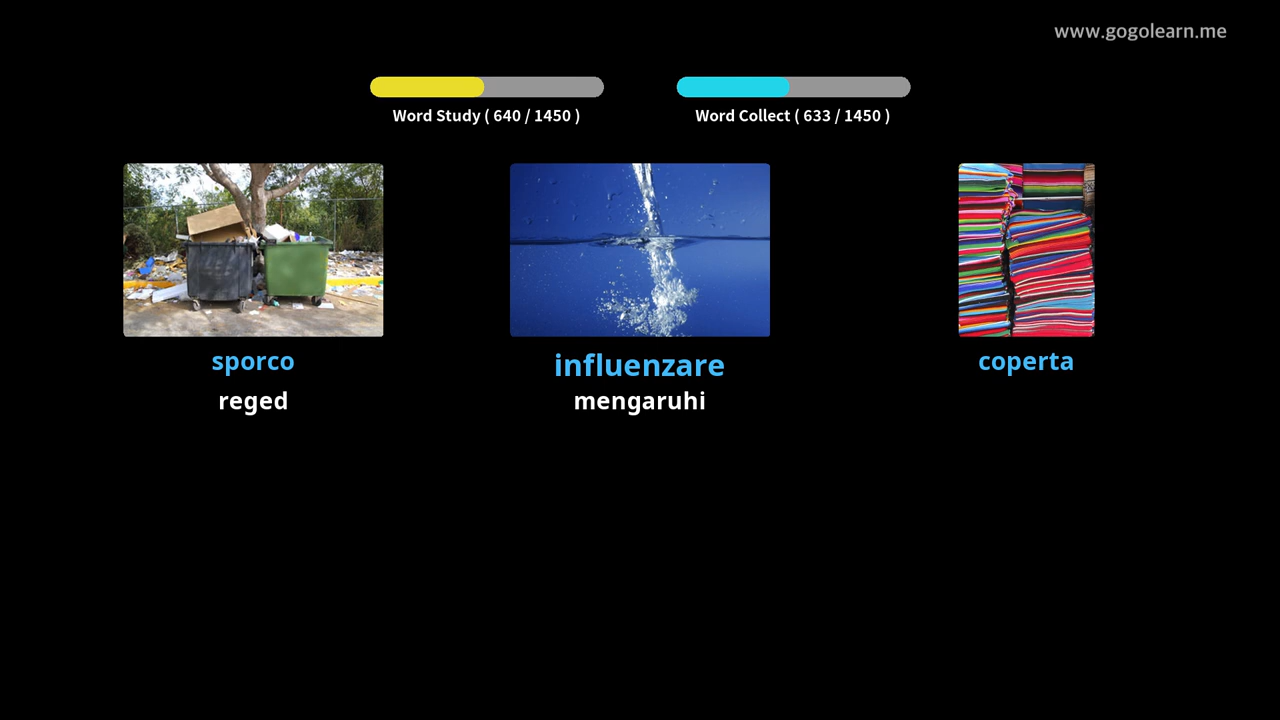 www.gogolearn.me
Word Study ( 640 / 1450 )
Word Collect ( 633 / 1450 )
sporco
influenzare
coperta
reged
mengaruhi